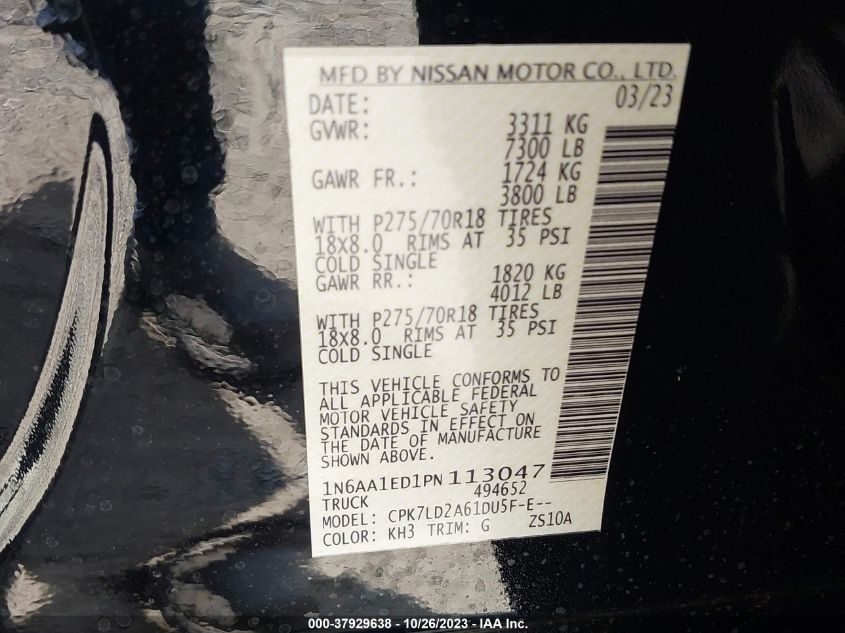 MFD BY NISSAN MOTOR CO., LTD.
DATE: 03/23
GVWR: 3311 KG
7300 LB
GAWR FR.: 1724 KG
3800 LB
WITH P275/70R18 TIRES
18X8.0 RIMS AT 35 PSI
COLD SINGLE
GAWR RR.: 1820 KG
4012 LB
WITH P275/70R18 TIRES
18X8.0 RIMS AT 35 PSI
COLD SINGLE
THIS VEHICLE CONFORMS TO
ALL APPLICABLE FEDERAL
MOTOR VEHICLE SAFETY
STANDARDS IN EFFECT ON
THE DATE OF MANUFACTURE
SHOWN ABOVE.
1N6AA1ED1PN 113047
TRUCK 494652
MODEL: CPK7LD2A61DU5F-E--
COLOR: KH3 TRIM: G ZS10A
000-37929638 - 10/26/2023 - IAA Inc.